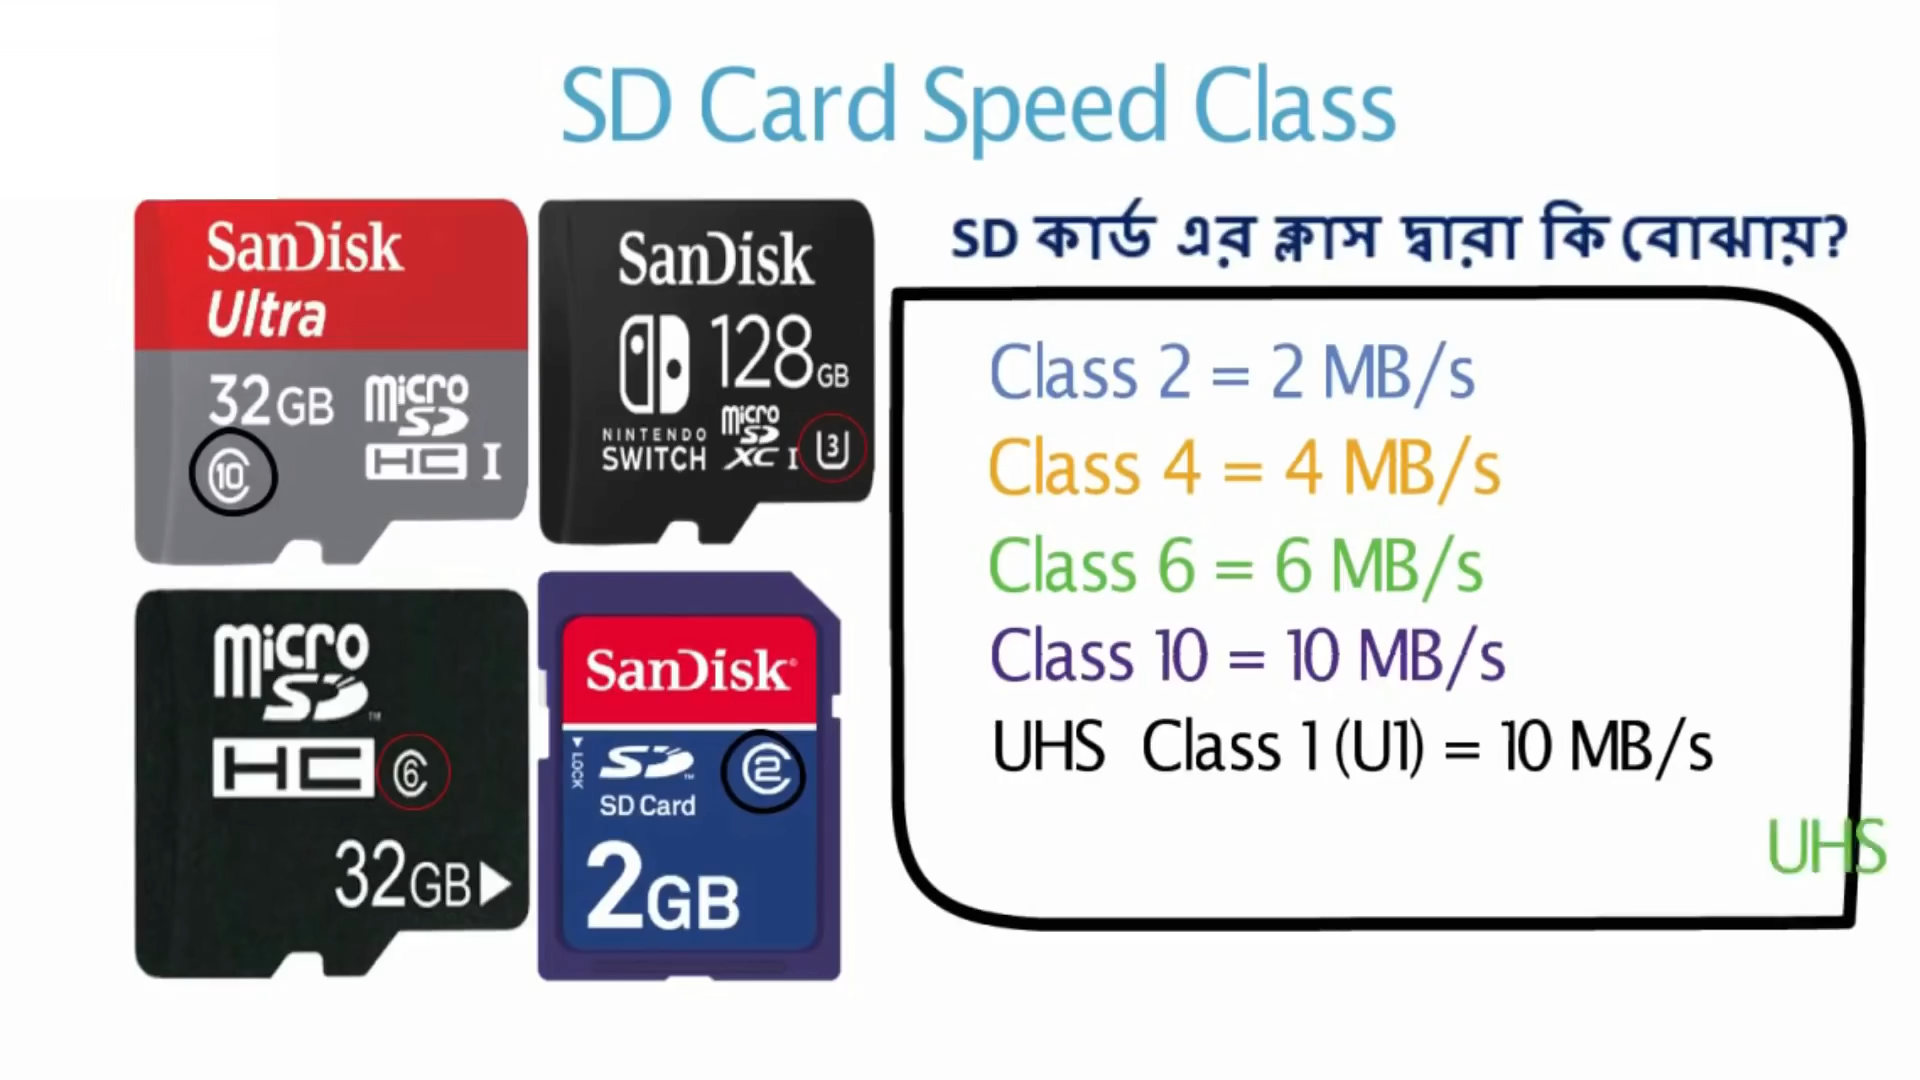 SD Card Speed Class
SanDisk
Ultra
32GB
micro
SD
HC I
10
SanDisk
128GB
NINTENDO
SWITCH
micro
SD
XC I
3
micro
SD
TM
HC
6
32GB
SanDisk
LOCK
SD
TM
2
SD Card
2GB
SD কার্ড এর ক্লাস দ্বারা কি বোঝায়?
Class 2 = 2 MB/s
Class 4 = 4 MB/s
Class 6 = 6 MB/s
Class 10 = 10 MB/s
UHS Class 1 (U1) = 10 MB/s
UHS